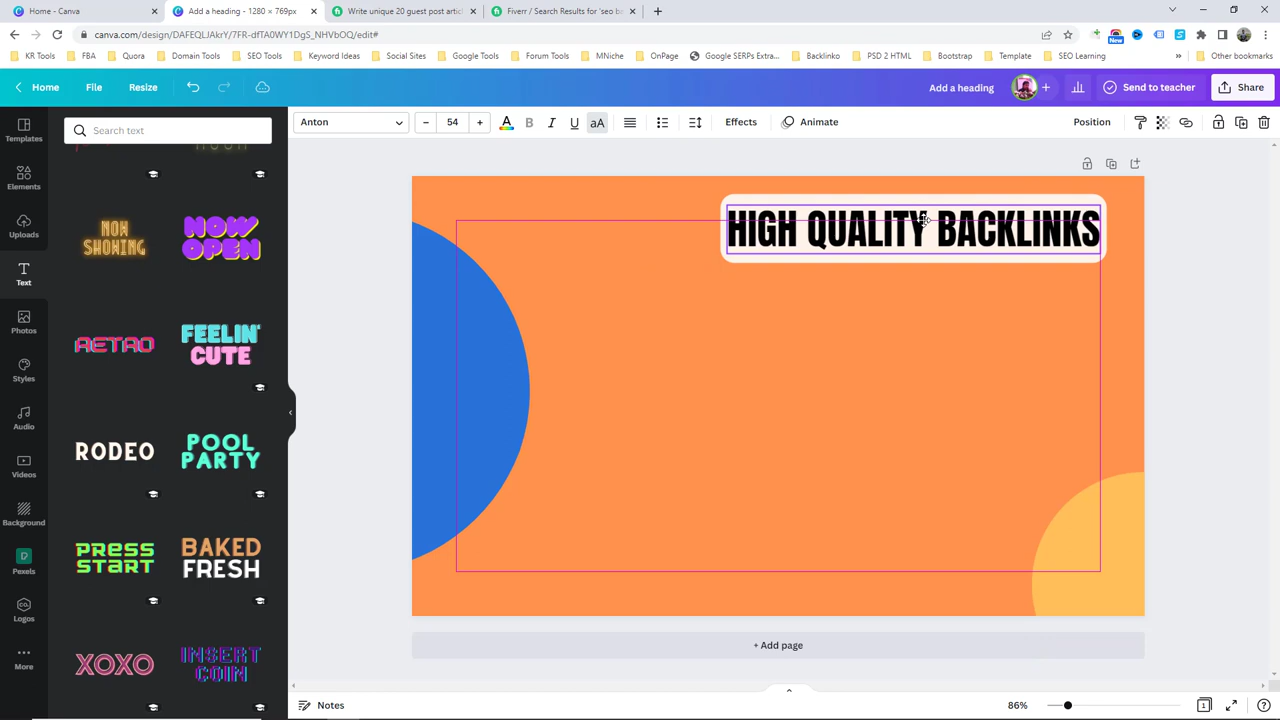 Home - Canva
Add a heading - 1280 × 769px
Write unique 20 guest post artic
Fiverr / Search Results for 'seo b
canva.com/design/DAFEQLJAkrY/7FR-dfTA0WY1DgS_NHVbOQ/edit#
KR Tools
FBA
Quora
Domain Tools
SEO Tools
Keyword Ideas
Social Sites
Google Tools
Forum Tools
MNiche
OnPage
Google SERPs Extra...
Backlinko
PSD 2 HTML
Bootstrap
Template
SEO Learning
Other bookmarks
New
Home
File
Resize
Add a heading
Send to teacher
Share
Templates
Elements
Uploads
Text
Photos
Styles
Audio
Videos
Background
Pexels
Logos
More
Search text
NOW SHOWING
NOW OPEN
RETRO
FEELIN' CUTE
RODEO
POOL PARTY
PRESS START
BAKED FRESH
XOXO
INSERT COIN
Anton
54
B
I
U
aA
Effects
Animate
Position
HIGH QUALITY BACKLINKS
+ Add page
Notes
86%
1